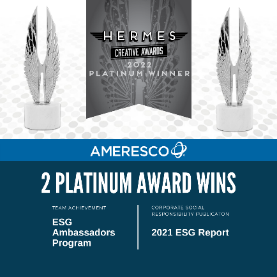 HERMES
CREATIVE AWARDS
2022
PLATINUM WINNER
AMERESCO
2 PLATINUM AWARD WINS
TEAM ACHIEVEMENT
ESG
Ambassadors
Program
CORPORATE SOCIAL
RESPONSIBILITY PUBLICATON
2021 ESG Report